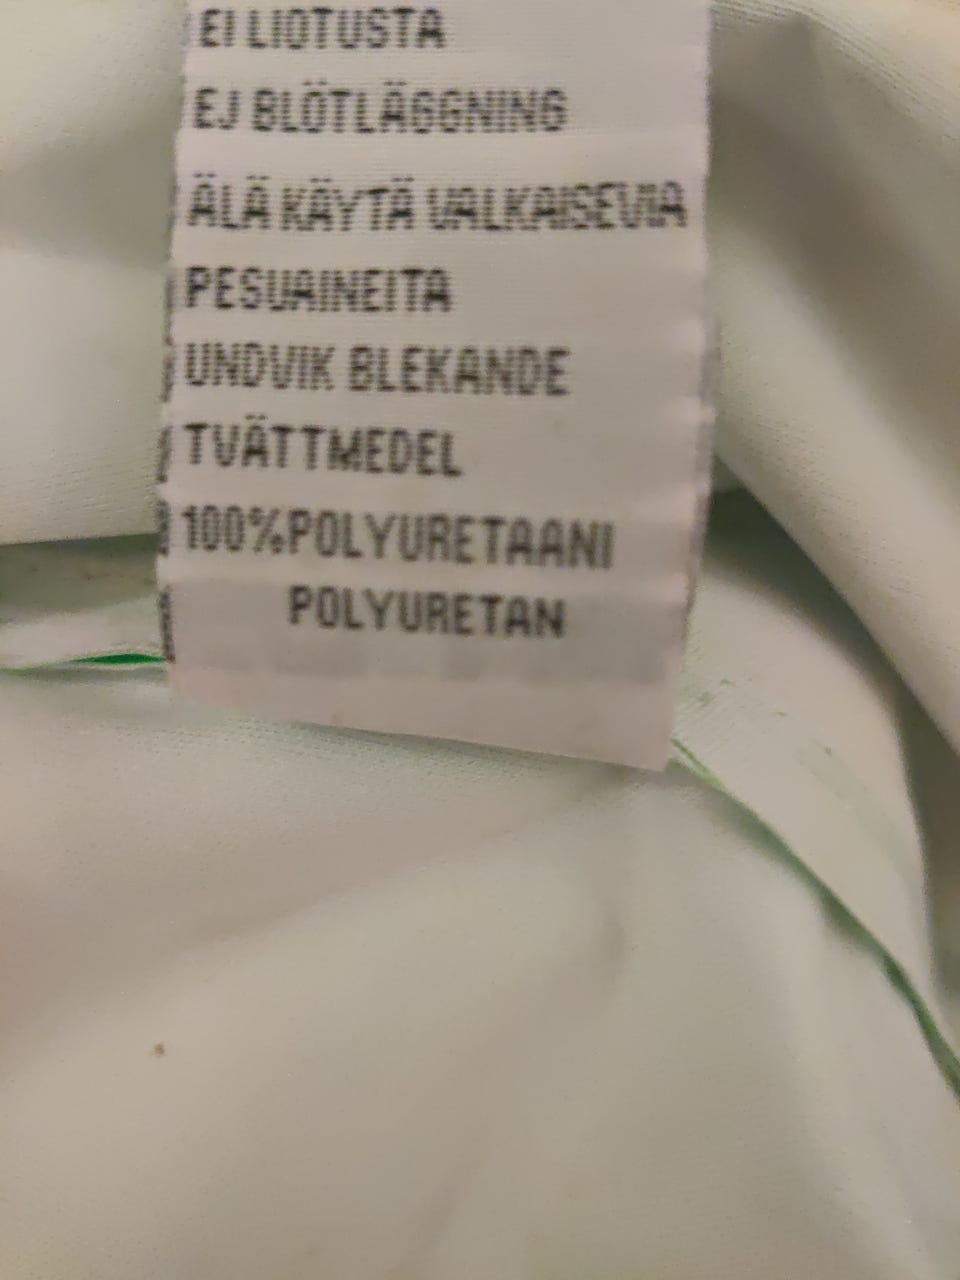 EI LIOTUSTA
EJ BLÖTLÄGGNING
ÄLÄ KÄYTÄ VALKAISEVIA
PESUAINEITA
UNDVIK BLEKANDE
TVÄTTMEDEL
100%POLYURETAANI
POLYURETAN